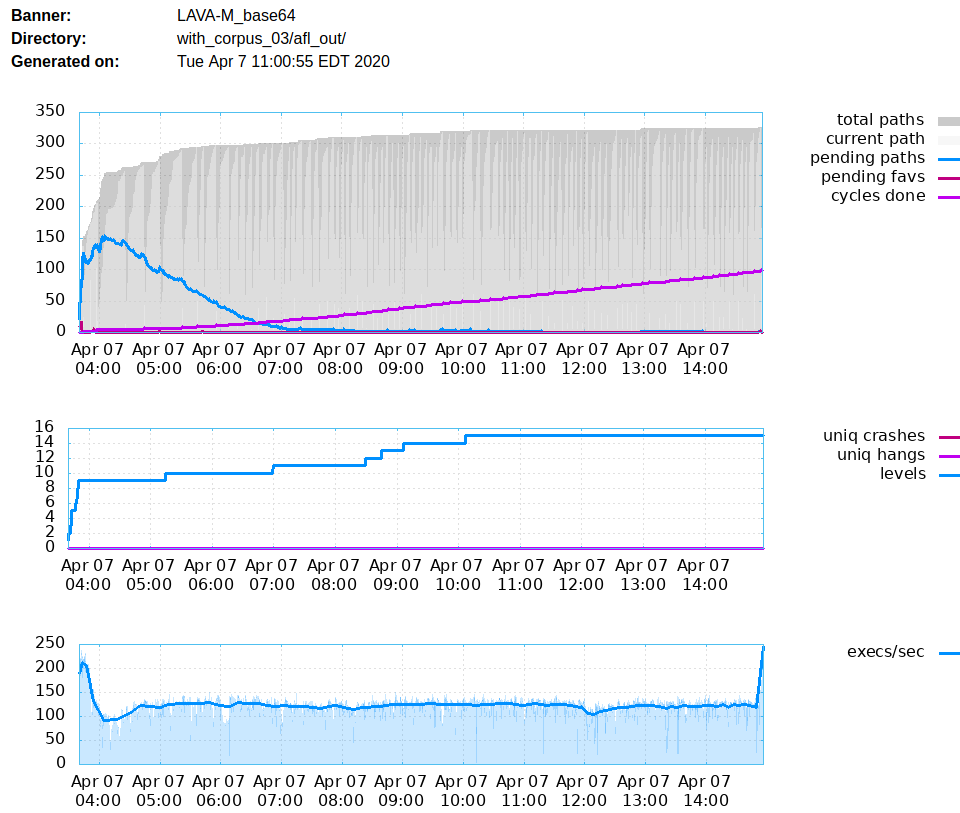 Banner: LAVA-M_base64
Directory: with_corpus_03/afl_out/
Generated on: Tue Apr 7 11:00:55 EDT 2020
350
300
250
200
150
100
50
0
Apr 07 Apr 07 Apr 07 Apr 07 Apr 07 Apr 07 Apr 07 Apr 07 Apr 07 Apr 07 Apr 07
04:00 05:00 06:00 07:00 08:00 09:00 10:00 11:00 12:00 13:00 14:00
total paths
current path
pending paths
pending favs
cycles done
16
14
12
10
8
6
4
2
0
Apr 07 Apr 07 Apr 07 Apr 07 Apr 07 Apr 07 Apr 07 Apr 07 Apr 07 Apr 07 Apr 07
04:00 05:00 06:00 07:00 08:00 09:00 10:00 11:00 12:00 13:00 14:00
uniq crashes
uniq hangs
levels
250
200
150
100
50
0
Apr 07 Apr 07 Apr 07 Apr 07 Apr 07 Apr 07 Apr 07 Apr 07 Apr 07 Apr 07 Apr 07
04:00 05:00 06:00 07:00 08:00 09:00 10:00 11:00 12:00 13:00 14:00
execs/sec